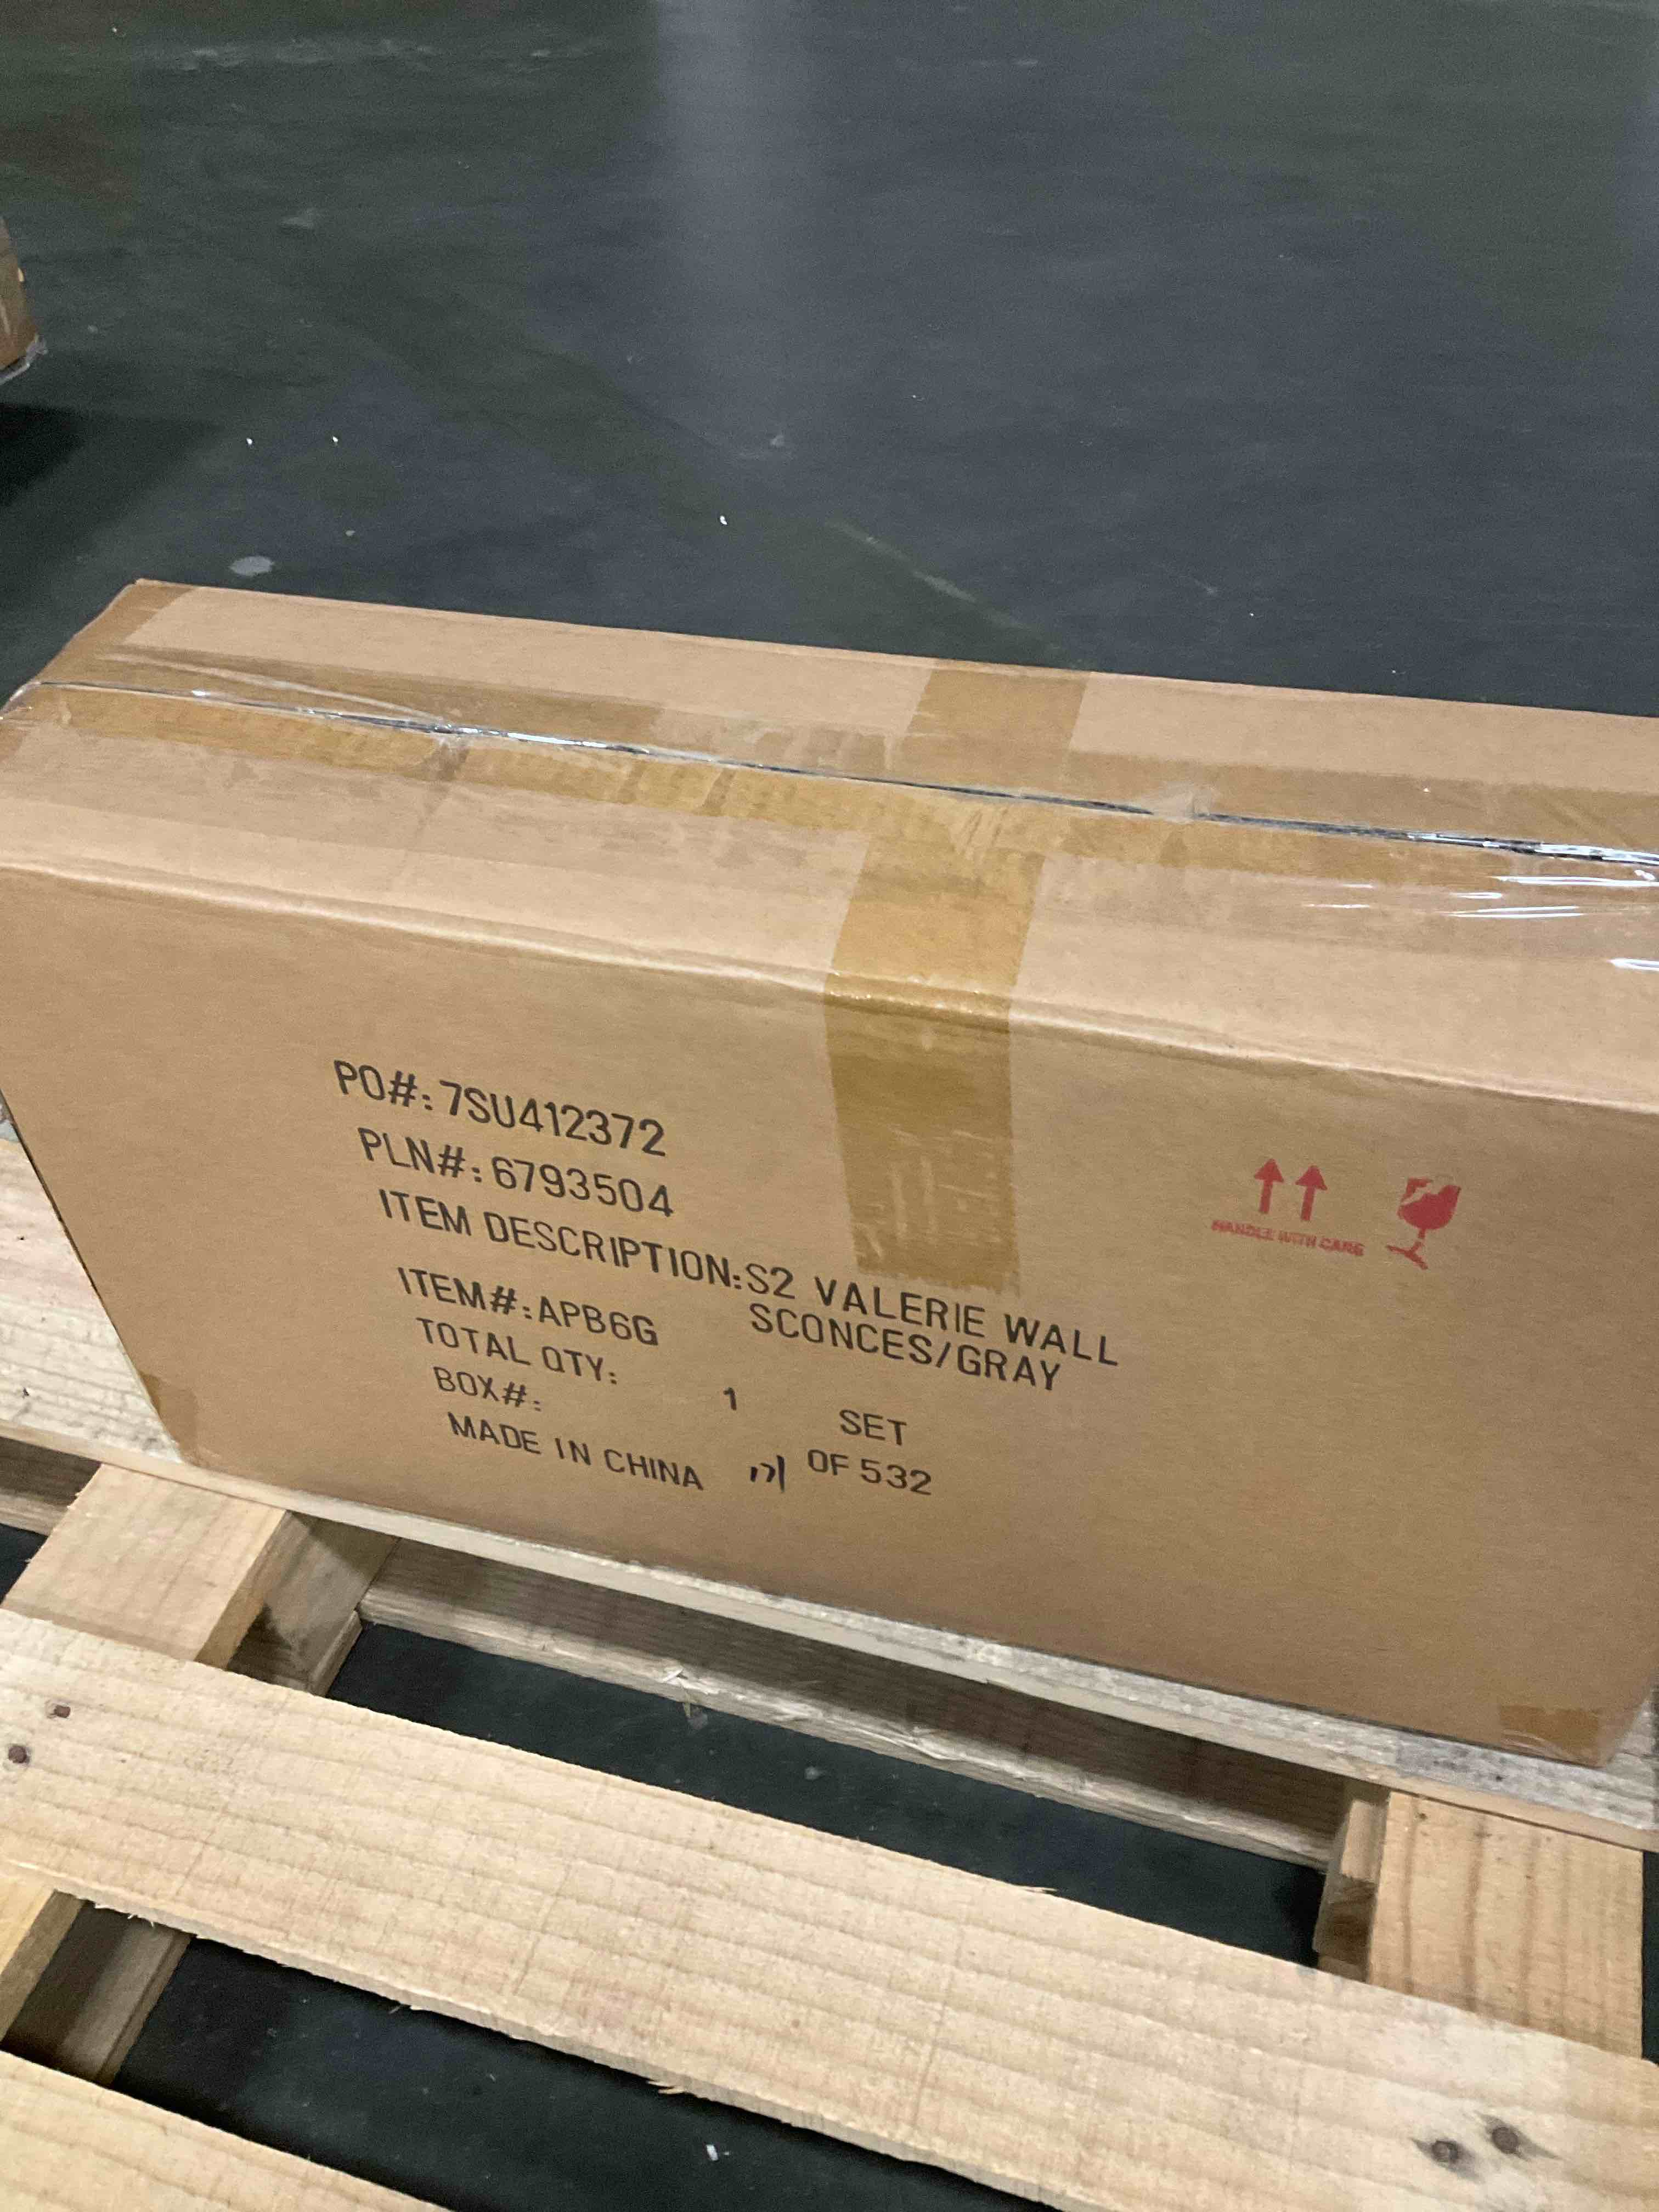 PO#: 7SU412372
PLN#: 6793504
ITEM DESCRIPTION: S2 VALERIE WALL
SCONCES/GRAY
ITEM#: APB6G
TOTAL QTY: 1 SET
BOX#: 171 OF 532
MADE IN CHINA
HANDLE WITH CARE